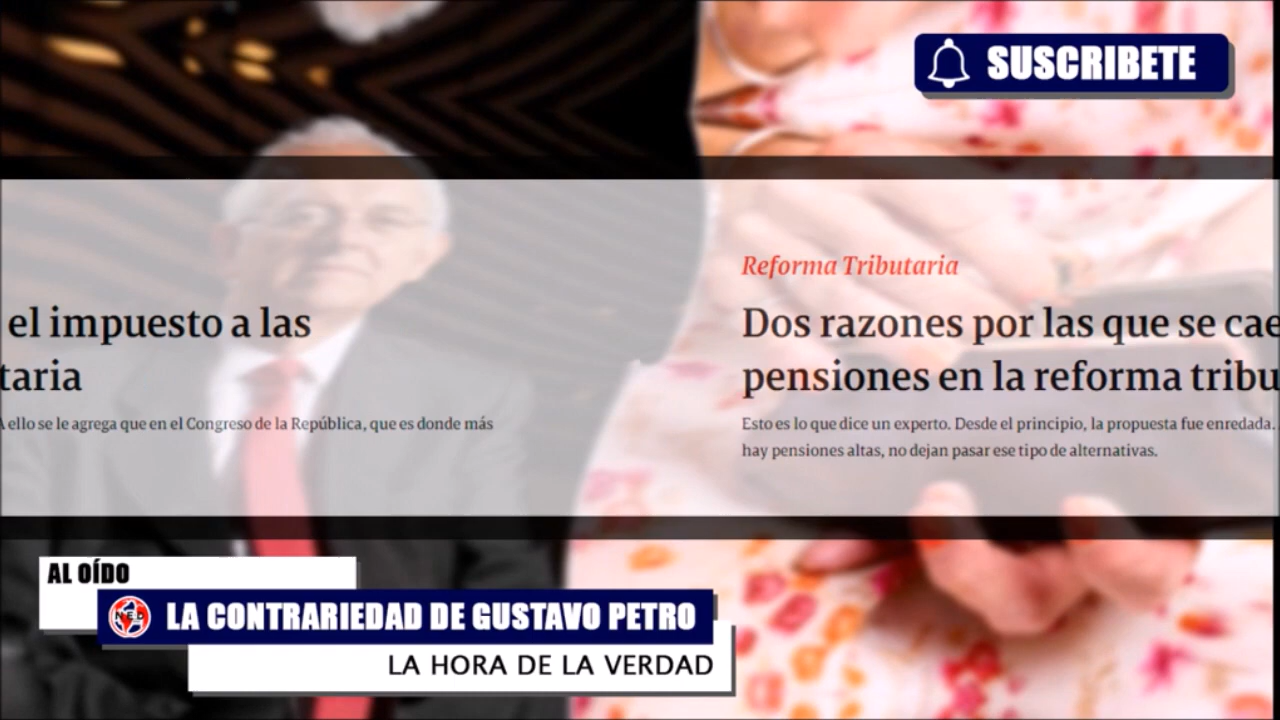 SUSCRIBETE
Reforma Tributaria
el impuesto a las
taria
A ello se le agrega que en el Congreso de la República, que es donde más
Dos razones por las que se cae
pensiones en la reforma tribu
Esto es lo que dice un experto. Desde el principio, la propuesta fue enredada.
hay pensiones altas, no dejan pasar ese tipo de alternativas.
AL OÍDO
LA CONTRARIEDAD DE GUSTAVO PETRO
LA HORA DE LA VERDAD